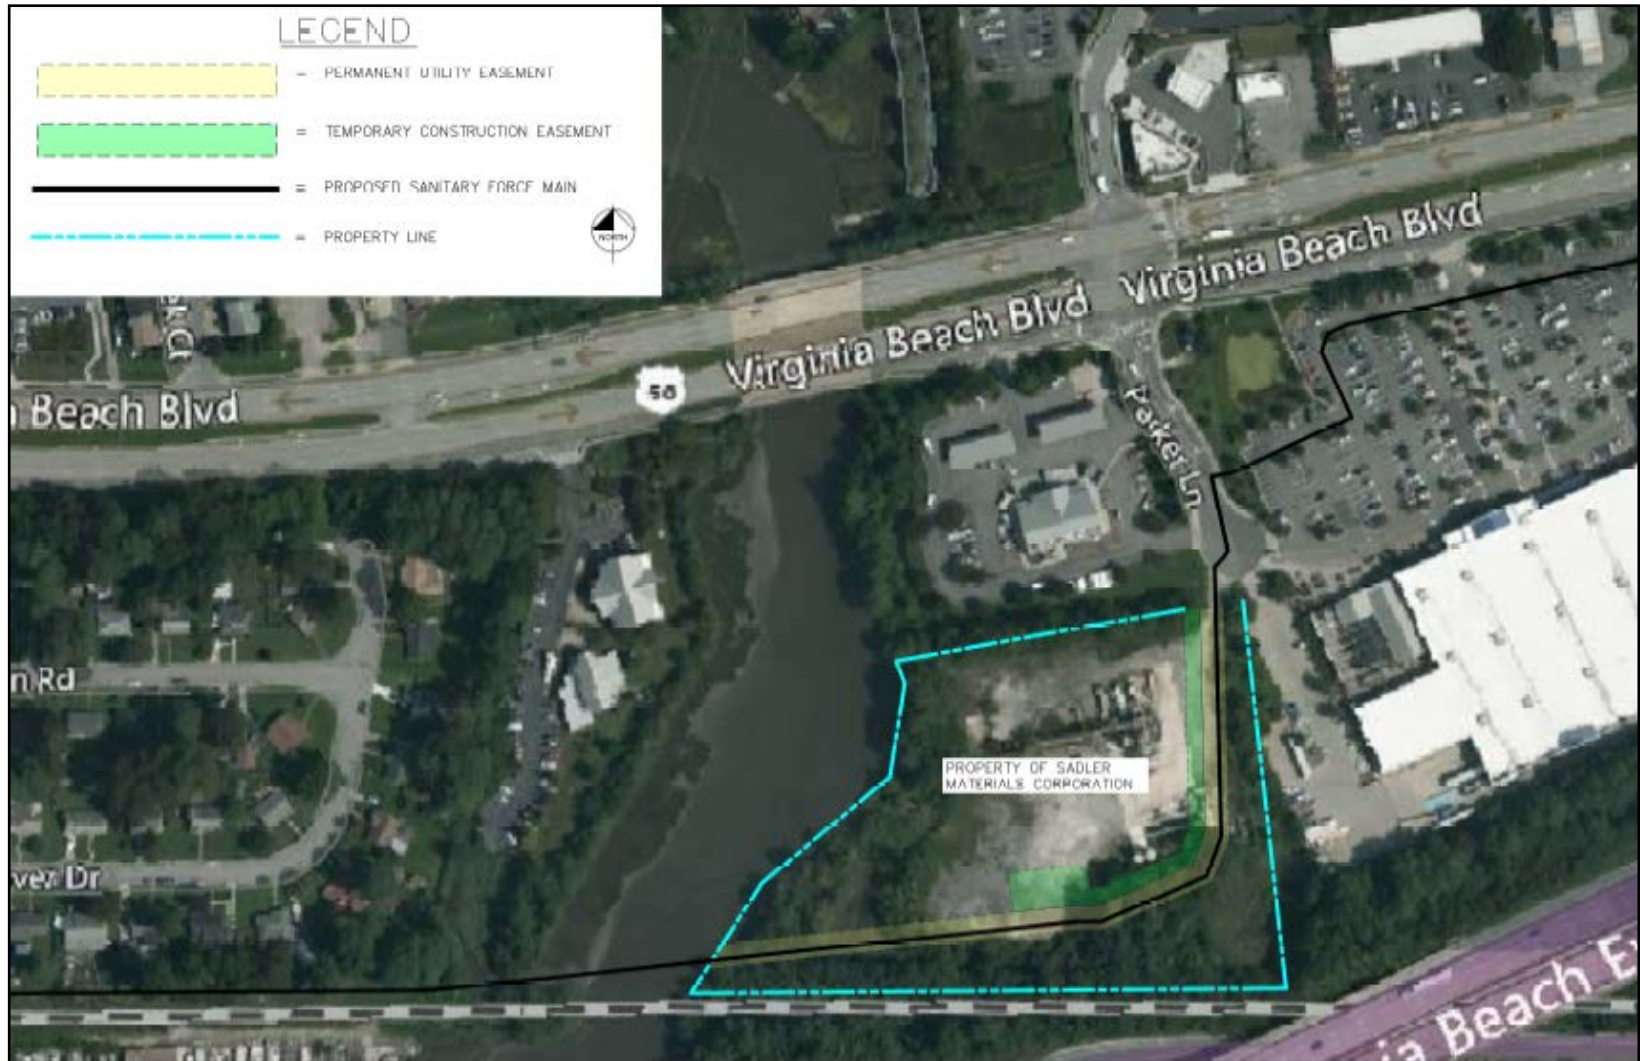 LEGEND
= PERMANENT UTILITY EASEMENT
= TEMPORARY CONSTRUCTION EASEMENT
= PROPOSED SANITARY FORCE MAIN
= PROPERTY LINE
NORTH
Virginia Beach Blvd
Virginia Beach Blvd
58
n Beach Blvd
Parker Ln
n Rd
PROPERTY OF SADLER
MATERIALS CORPORATION
ver Dr
ia Beach E